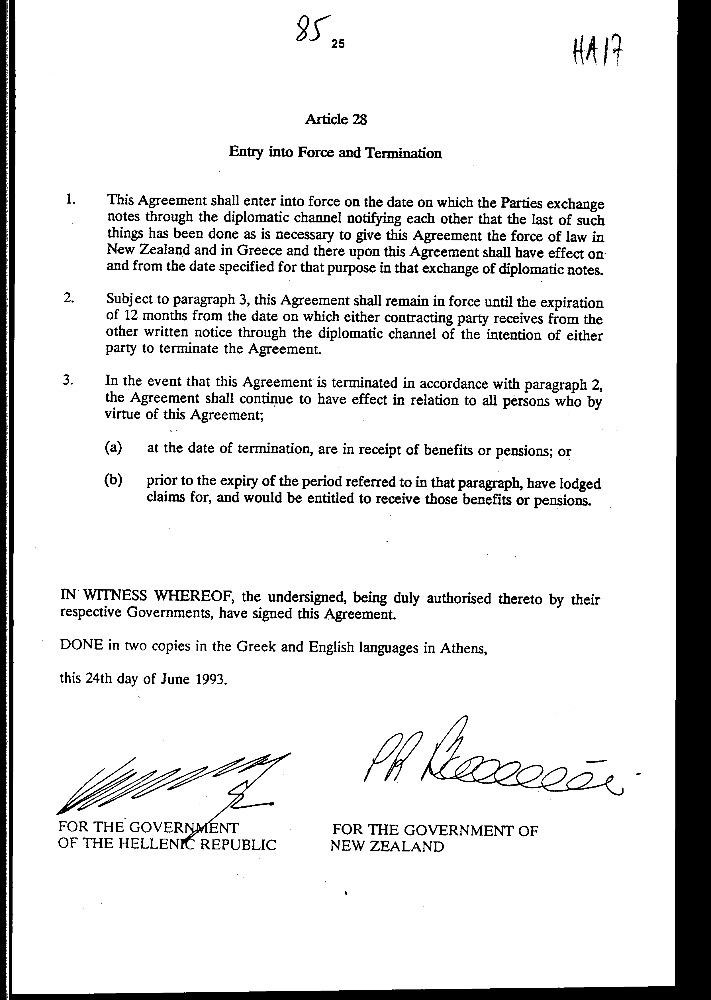 85
25
HA17
Article 28
Entry into Force and Termination
1. This Agreement shall enter into force on the date on which the Parties exchange
notes through the diplomatic channel notifying each other that the last of such
things has been done as is necessary to give this Agreement the force of law in
New Zealand and in Greece and there upon this Agreement shall have effect on
and from the date specified for that purpose in that exchange of diplomatic notes.
2. Subject to paragraph 3, this Agreement shall remain in force until the expiration
of 12 months from the date on which either contracting party receives from the
other written notice through the diplomatic channel of the intention of either
party to terminate the Agreement.
3. In the event that this Agreement is terminated in accordance with paragraph 2,
the Agreement shall continue to have effect in relation to all persons who by
virtue of this Agreement;
(a) at the date of termination, are in receipt of benefits or pensions; or
(b) prior to the expiry of the period referred to in that paragraph, have lodged
claims for, and would be entitled to receive those benefits or pensions.
IN WITNESS WHEREOF, the undersigned, being duly authorised thereto by their
respective Governments, have signed this Agreement.
DONE in two copies in the Greek and English languages in Athens,
this 24th day of June 1993.
FOR THE GOVERNMENT
OF THE HELLENIC REPUBLIC
FOR THE GOVERNMENT OF
NEW ZEALAND